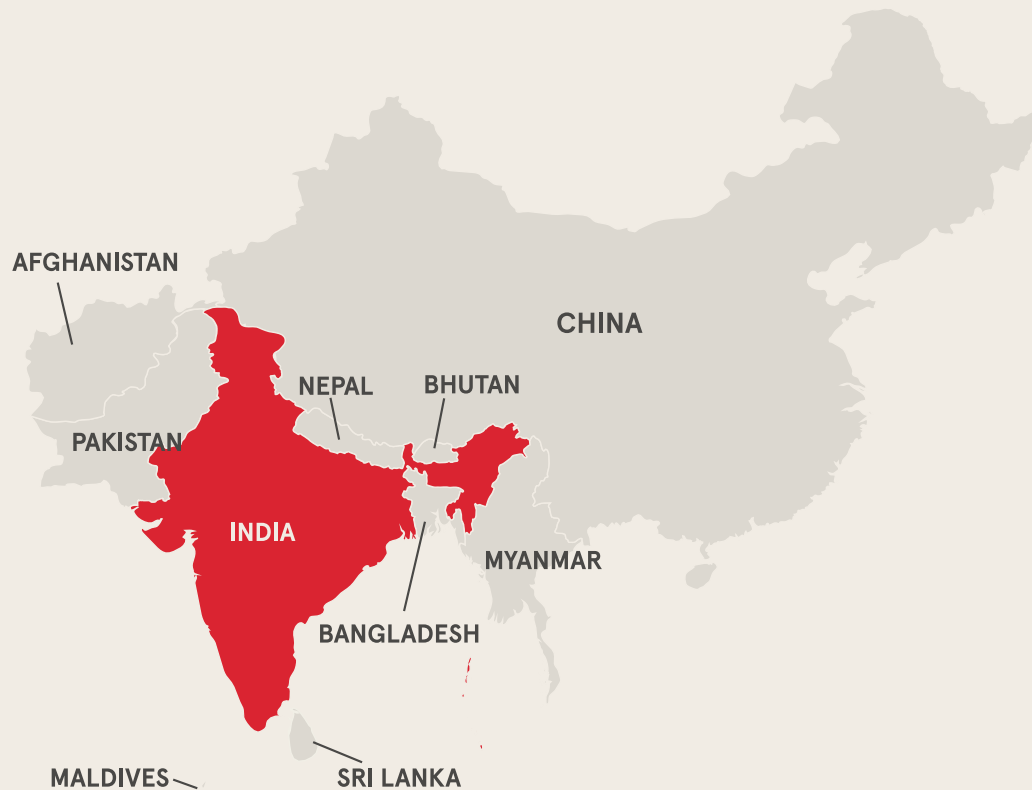 AFGHANISTAN
CHINA
NEPAL
BHUTAN
PAKISTAN
INDIA
MYANMAR
BANGLADESH
MALDIVES
SRI LANKA